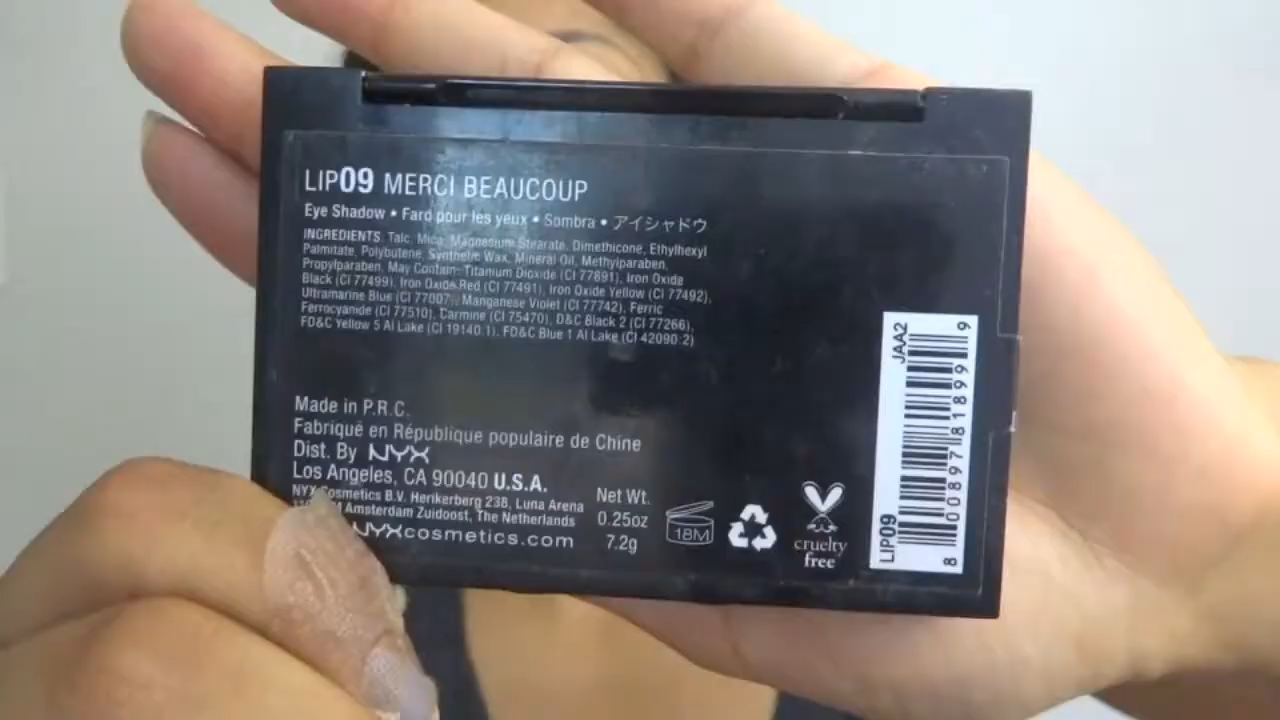 LIP09 MERCI BEAUCOUP
Eye Shadow • Fard pour les yeux • Sombra • アイシャドウ
INGREDIENTS: Talc, Mica, Magnesium Stearate, Dimethicone, Ethylhexyl
Palmitate, Polybutene, Synthetic Wax, Mineral Oil, Methylparaben,
Propylparaben, May Contain: Titanium Dioxide (CI 77891), Iron Oxide
Black (CI 77499), Iron Oxide Red (CI 77491), Iron Oxide Yellow (CI 77492),
Ultramarine Blue (CI 77007), Manganese Violet (CI 77742), Ferric
Ferrocyanide (CI 77510), Carmine (CI 75470), D&C Black 2 (CI 77266),
FD&C Yellow 5 Al Lake (CI 19140:1), FD&C Blue 1 Al Lake (CI 42090:2)
Made in P.R.C.
Fabriqué en République populaire de Chine
Dist. By NYX
Los Angeles, CA 90040 U.S.A.
NYX Cosmetics B.V. Herikerberg 238, Luna Arena
Amsterdam Zuidoost, The Netherlands
NYXcosmetics.com
Net Wt.
0.25oz
7.2g
18M
cruelty
free
LIP09 JAA2
8 00897 81899 9